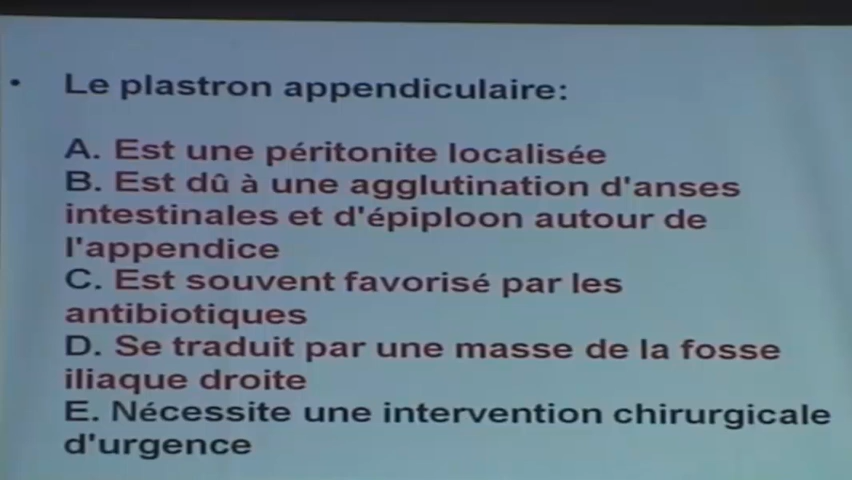 • Le plastron appendiculaire:
A. Est une péritonite localisée
B. Est dû à une agglutination d'anses
intestinales et d'épiploon autour de
l'appendice
C. Est souvent favorisé par les
antibiotiques
D. Se traduit par une masse de la fosse
iliaque droite
E. Nécessite une intervention chirurgicale
d'urgence